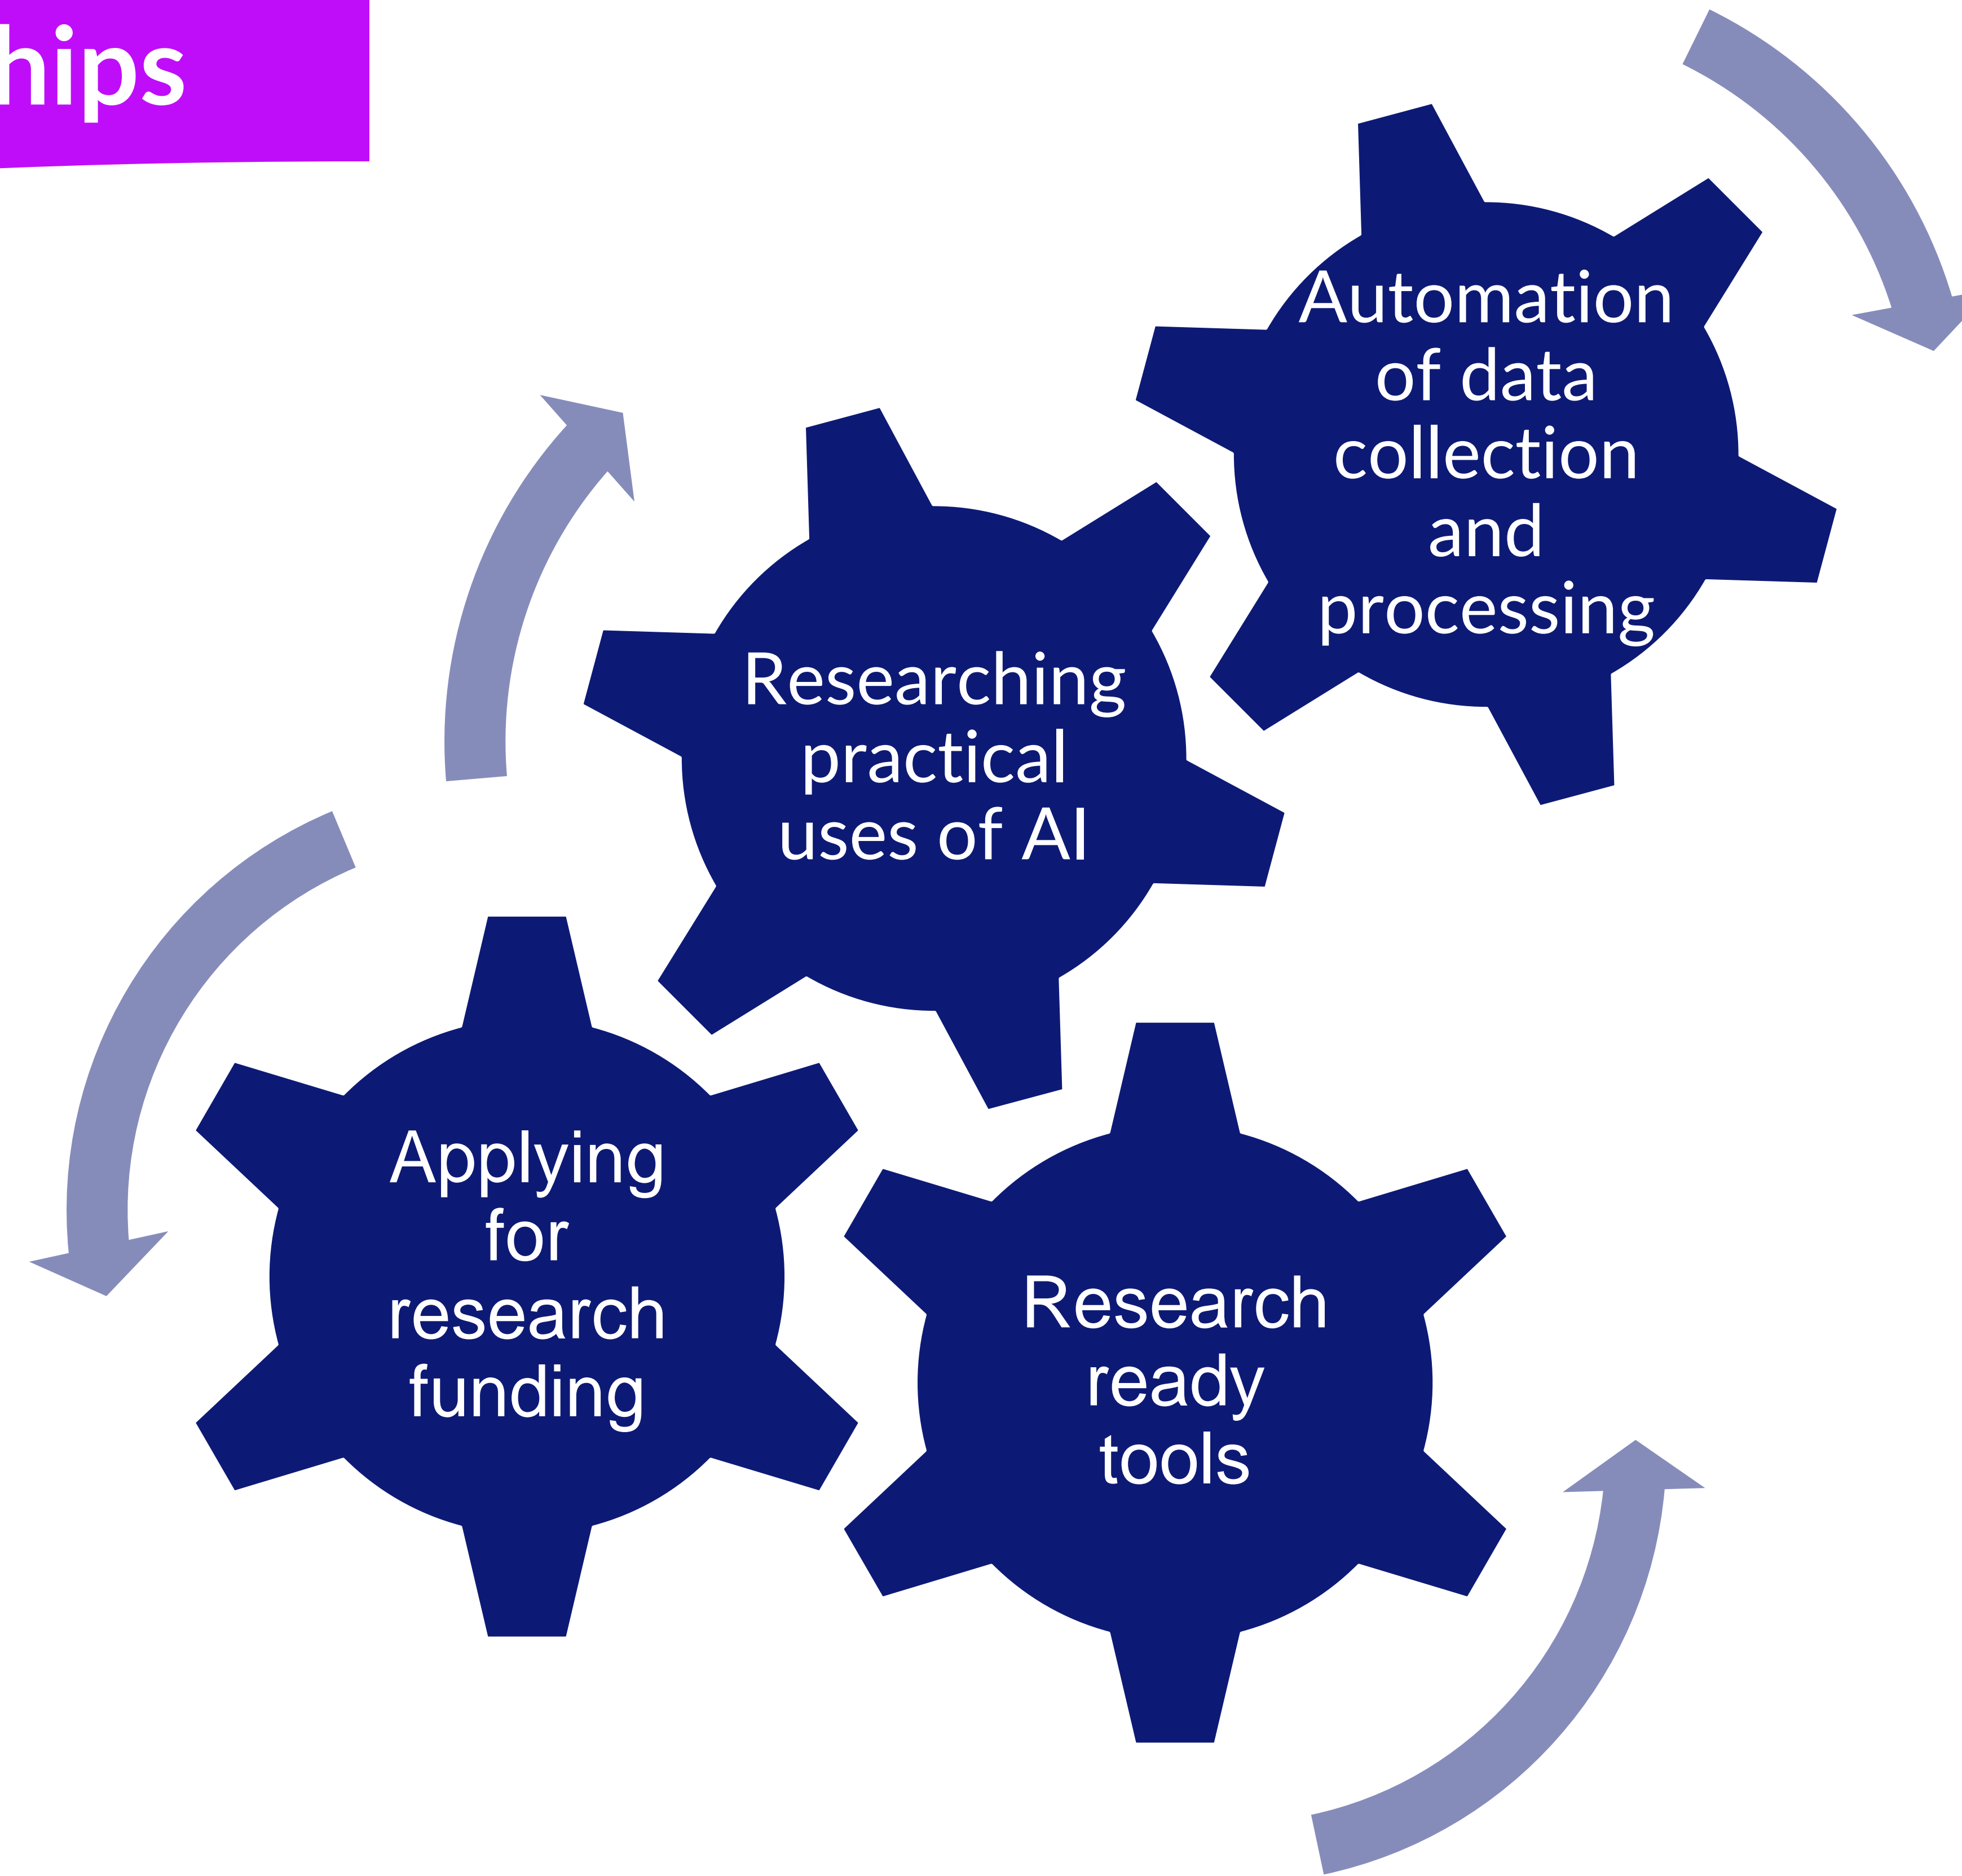 hips
Automation
of data
collection
and
processing
Researching
practical
uses of AI
Applying
for
research
funding
Research
ready
tools